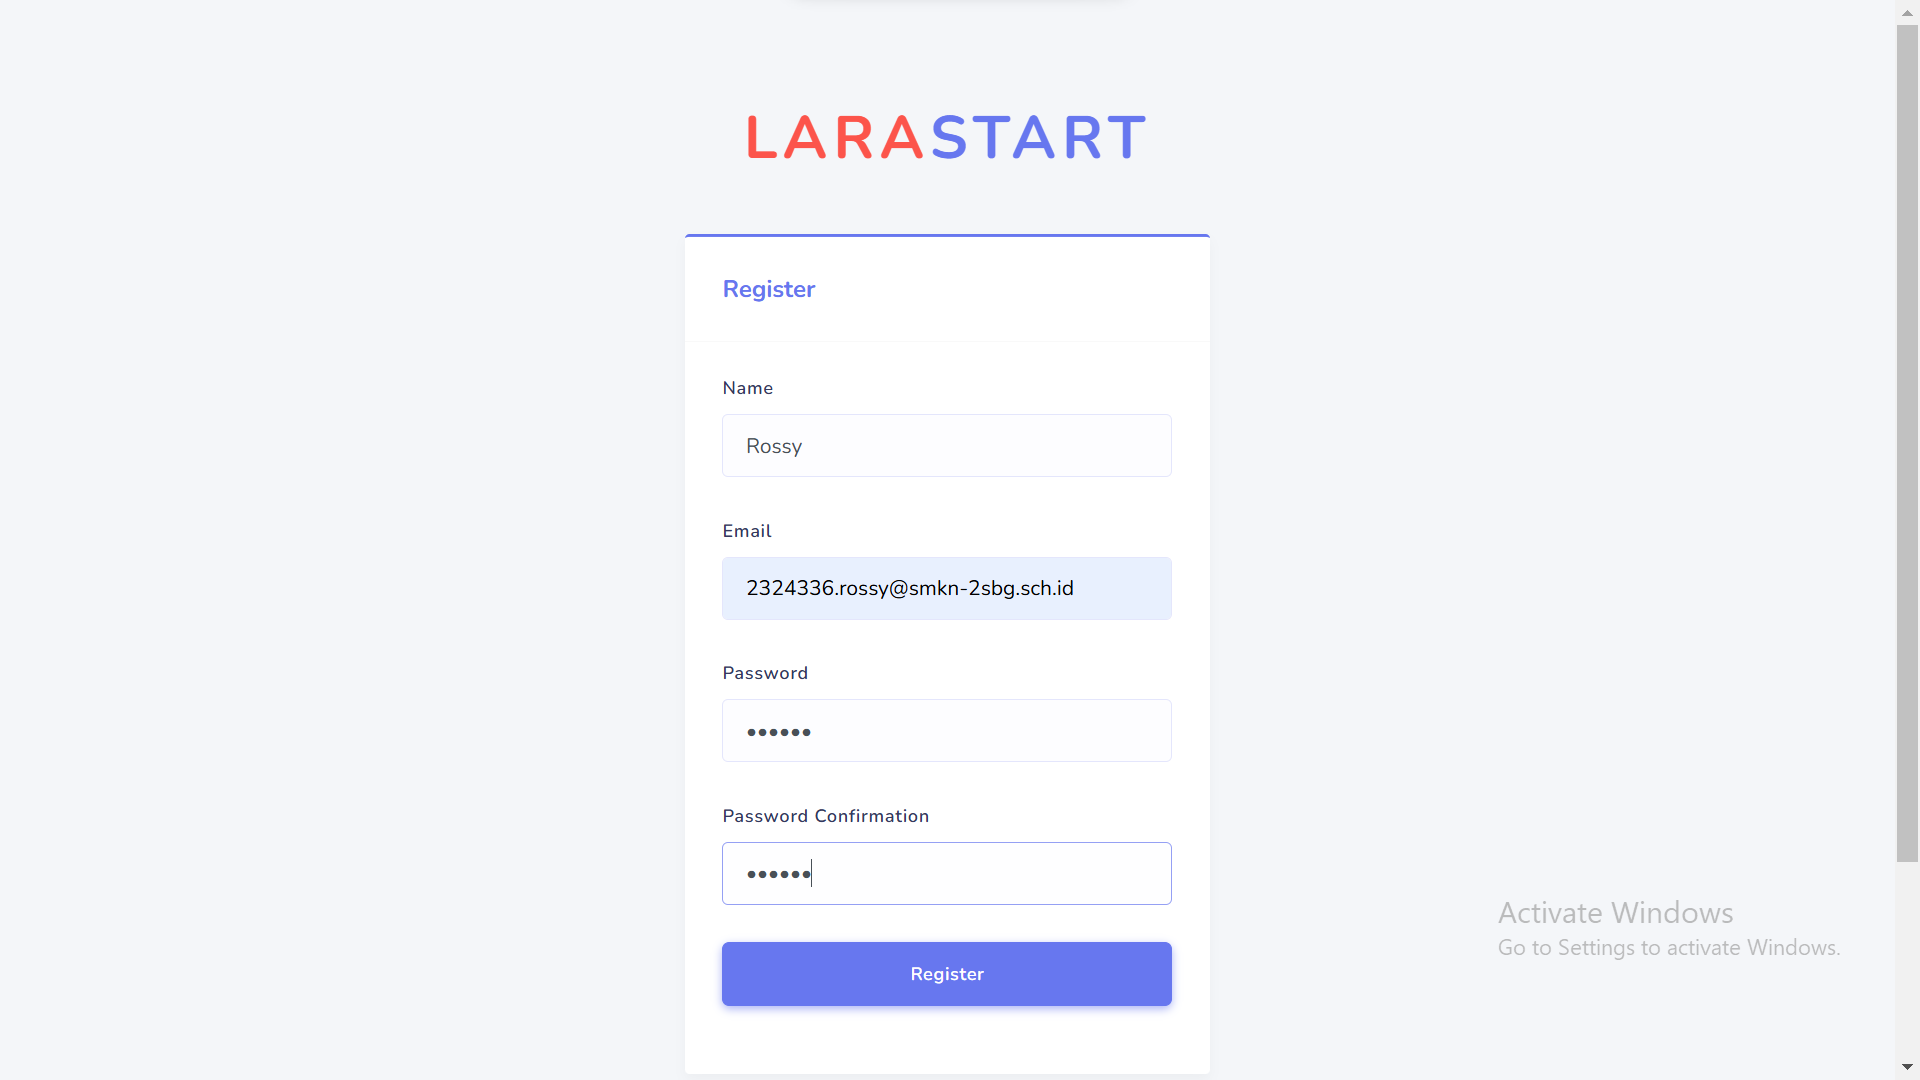 LARASTART
Register
Name
Rossy
Email
2324336.rossy@smkn-2sbg.sch.id
Password
••••••
Password Confirmation
••••••
Register
Activate Windows
Go to Settings to activate Windows.